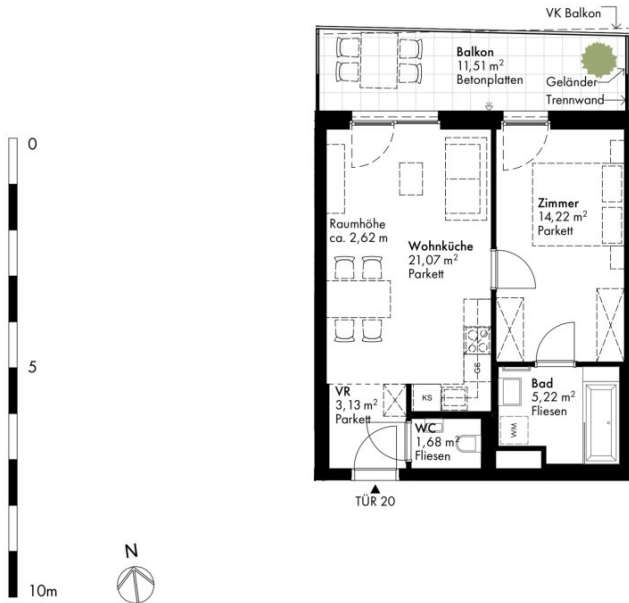 VK Balkon
Balkon
11,51 m²
Betonplatten
Geländer
Trennwand
0
Raumhöhe
ca. 2,62 m
Wohnküche
21,07 m²
Parkett
Zimmer
14,22 m²
Parkett
5
GS
KS
VR
3,13 m²
Parkett
WC
1,68 m²
Fliesen
Bad
5,22 m²
Fliesen
WM
TÜR 20
N
10m